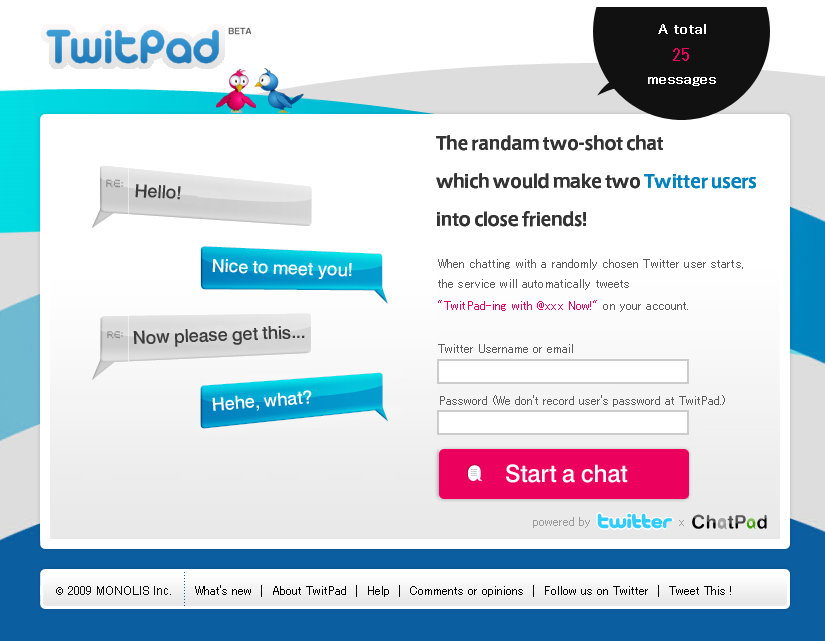 TwitPad BETA
A total
25
messages
RE: Hello!
Nice to meet you!
RE: Now please get this...
Hehe, what?
The randam two-shot chat
which would make two Twitter users
into close friends!
When chatting with a randomly chosen Twitter user starts,
the service will automatically tweets
"TwitPad-ing with @xxx Now!" on your account.
Twitter Username or email
Password (We don't record user's password at TwitPad.)
Start a chat
powered by twitter x ChatPad
© 2009 MONOLIS Inc. What's new | About TwitPad | Help | Comments or opinions | Follow us on Twitter | Tweet This !